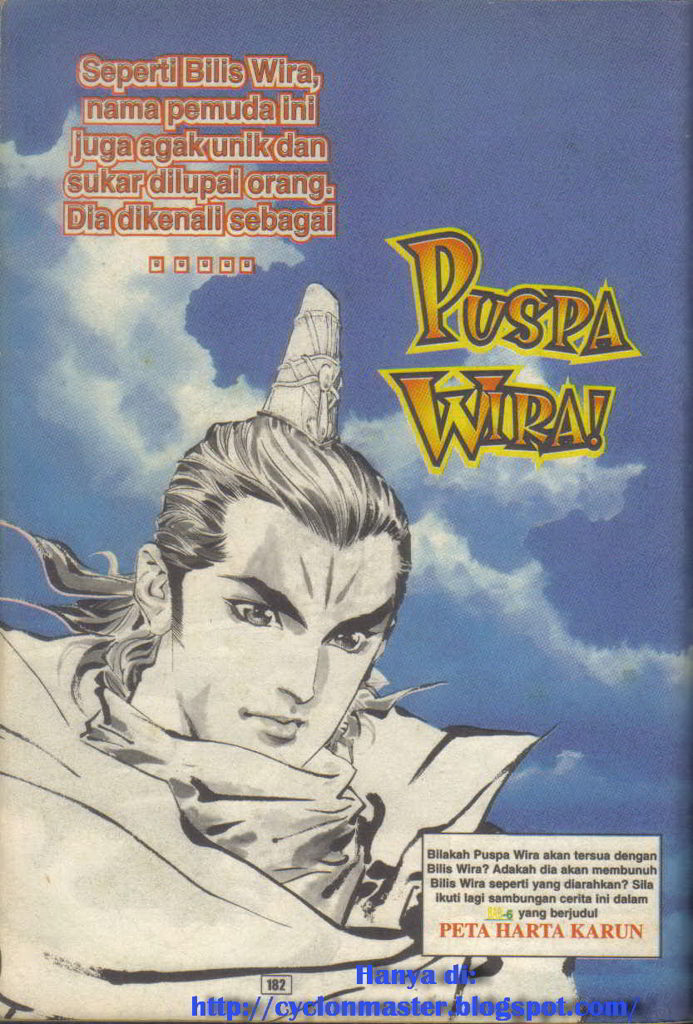 Seperti Bilis Wira,
nama pemuda ini
juga agak unik dan
sukar dilupai orang.
Dia dikenali sebagai
.....
PUSPA
WIRA!
Bilakah Puspa Wira akan tersua dengan
Bilis Wira? Adakah dia akan membunuh
Bilis Wira seperti yang diarahkan? Sila
ikuti lagi sambungan cerita ini dalam
-6 yang berjudul
PETA HARTA KARUN
182
Hanya di:
http://cyclonmaster.blogspot.com/